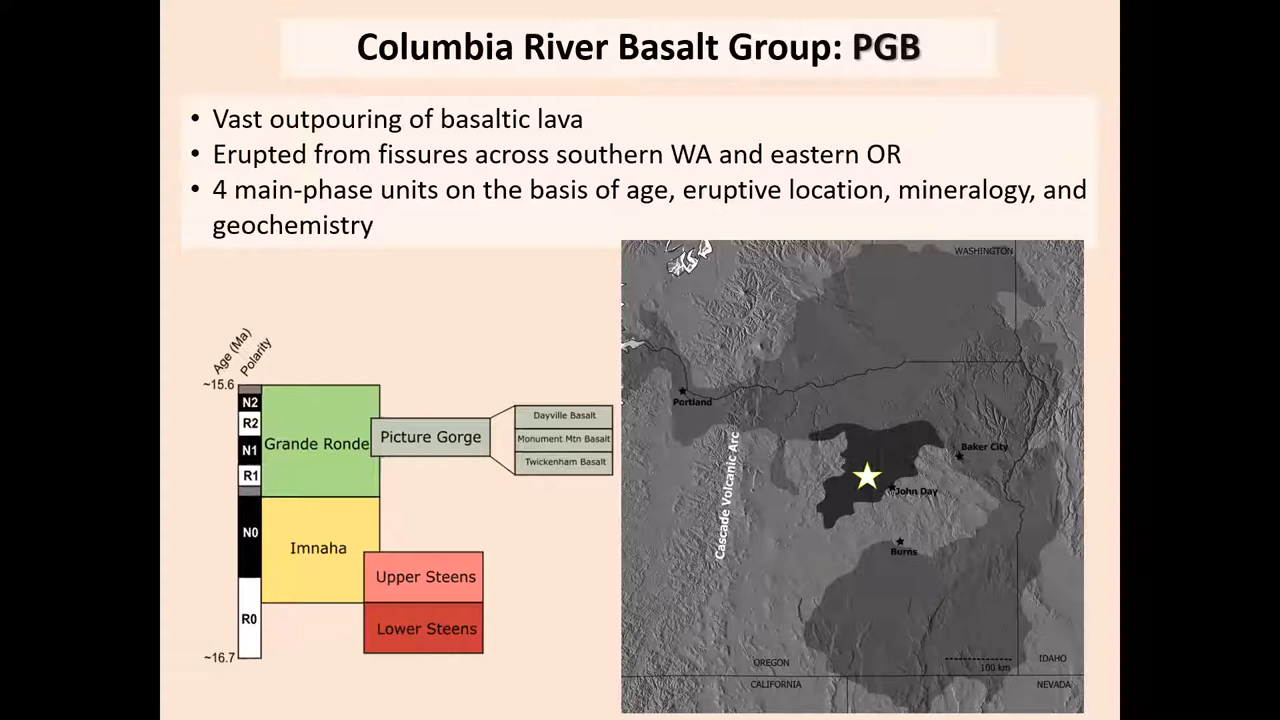 Columbia River Basalt Group: PGB
• Vast outpouring of basaltic lava
• Erupted from fissures across southern WA and eastern OR
• 4 main-phase units on the basis of age, eruptive location, mineralogy, and
geochemistry
Age (Ma)
Polarity
~15.6
N2
R2
N1
R1
N0
R0
~16.7
Grande Ronde
Picture Gorge
Dayville Basalt
Monument Mtn Basalt
Twickenham Basalt
Imnaha
Upper Steens
Lower Steens
WASHINGTON
Portland
Cascade Volcanic Arc
Baker City
John Day
Burns
OREGON
IDAHO
100 km
CALIFORNIA
NEVADA